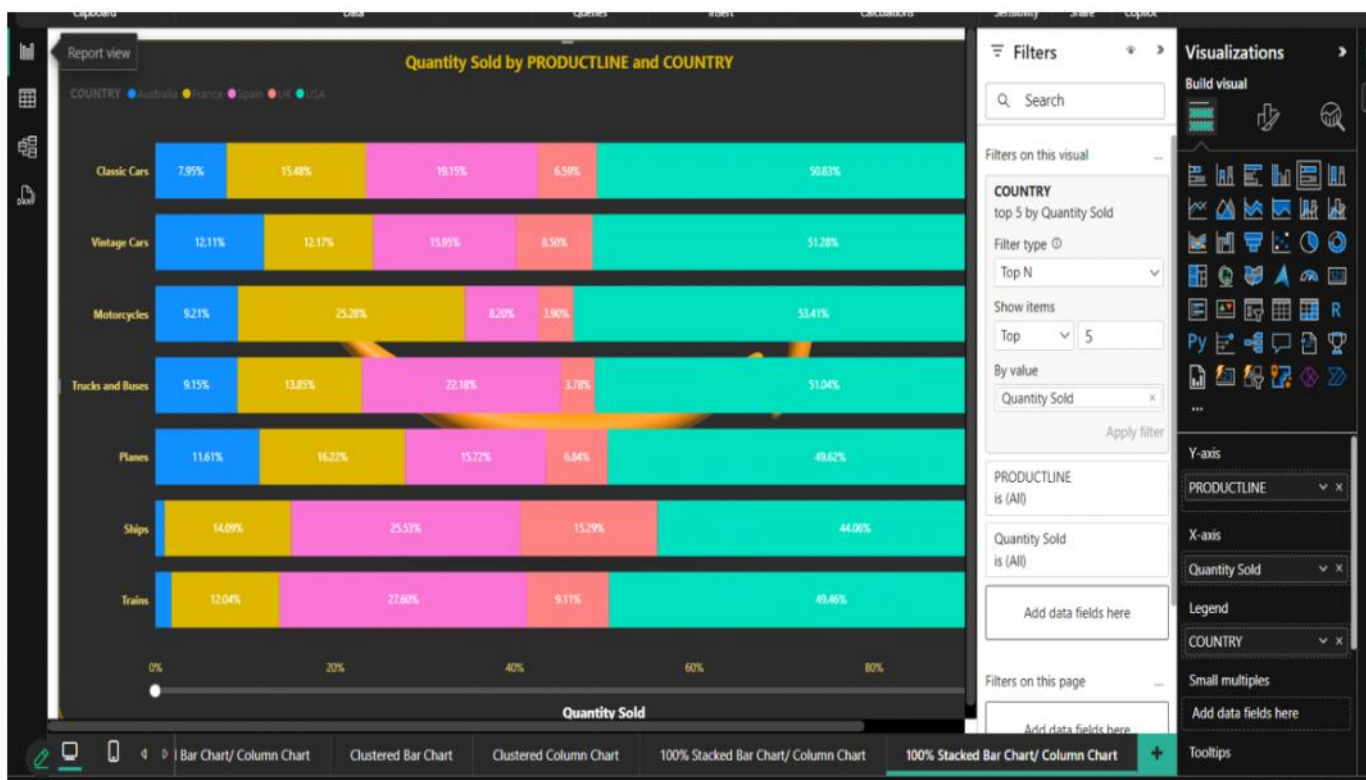 Clipboard Data Queries Insert Calculations Sensitivity Share Copilot
Report view
Quantity Sold by PRODUCTLINE and COUNTRY
COUNTRY Australia France Spain UK USA
Classic Cars 7.95% 15.48% 19.15% 6.59% 50.83%
Vintage Cars 12.11% 12.17% 15.95% 8.50% 51.28%
Motorcycles 9.21% 25.28% 8.20% 3.90% 53.41%
Trucks and Buses 9.15% 13.85% 22.18% 3.78% 51.04%
Planes 11.61% 16.22% 15.72% 6.84% 49.62%
Ships 14.09% 25.53% 15.29% 44.06%
Trains 12.04% 27.60% 9.11% 49.46%
0% 20% 40% 60% 80%
Quantity Sold
Filters
Search
Filters on this visual ...
COUNTRY
top 5 by Quantity Sold
Filter type
Top N
Show items
Top 5
By value
Quantity Sold
Apply filter
PRODUCTLINE
is (All)
Quantity Sold
is (All)
Add data fields here
Filters on this page ...
Add data fields here
Visualizations
Build visual
123
R
Py
...
Y-axis
PRODUCTLINE
X-axis
Quantity Sold
Legend
COUNTRY
Small multiples
Add data fields here
Tooltips
Bar Chart/ Column Chart Clustered Bar Chart Clustered Column Chart 100% Stacked Bar Chart/ Column Chart 100% Stacked Bar Chart/ Column Chart +